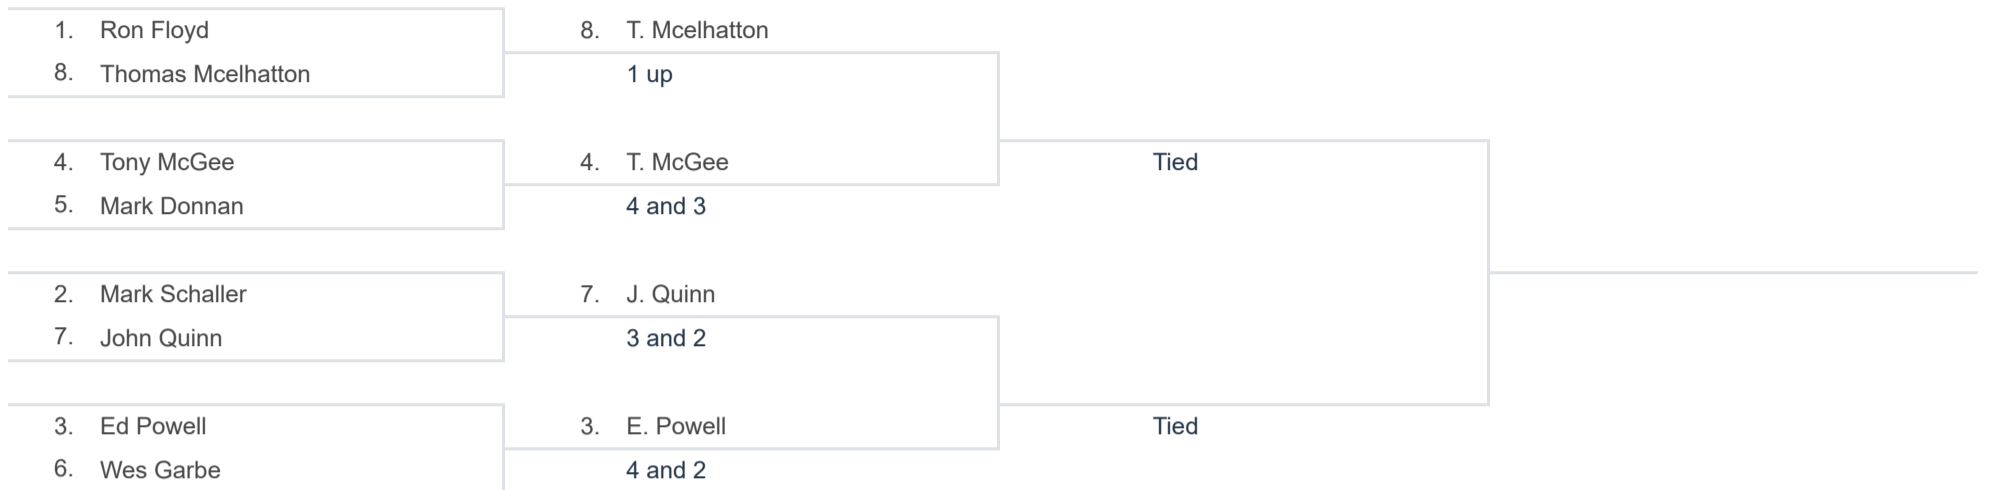 1. Ron Floyd
8. Thomas Mcelhatton
8. T. Mcelhatton
1 up
4. Tony McGee
5. Mark Donnan
4. T. McGee
4 and 3
Tied
2. Mark Schaller
7. John Quinn
7. J. Quinn
3 and 2
3. Ed Powell
6. Wes Garbe
3. E. Powell
4 and 2
Tied